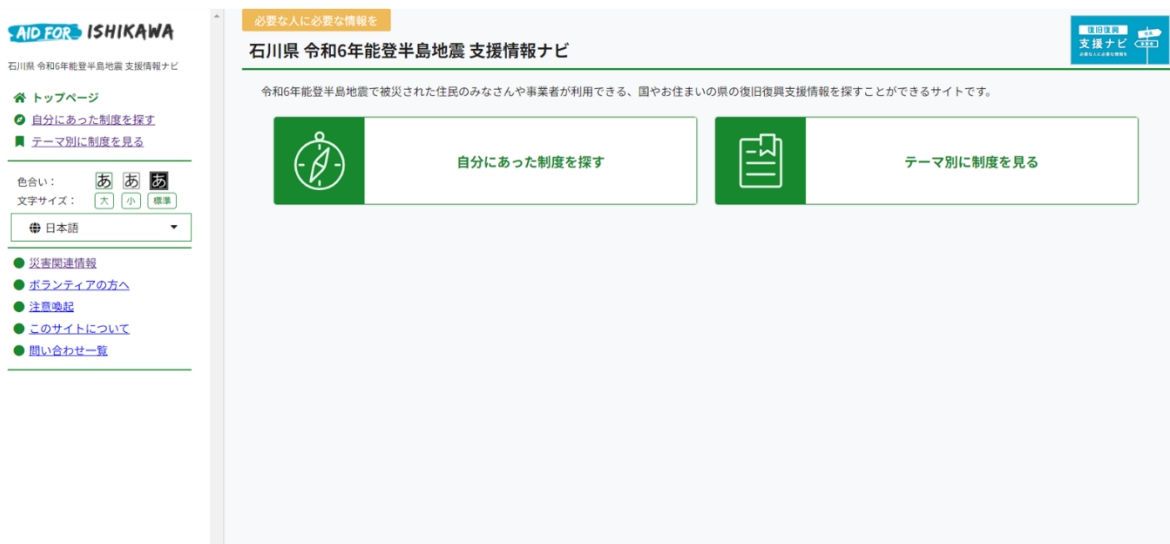 AID FOR ISHIKAWA
石川県 令和6年能登半島地震 支援情報ナビ
トップページ
自分にあった制度を探す
テーマ別に制度を見る
色合い： あ あ あ
文字サイズ： 大 小 標準
日本語
災害関連情報
ボランティアの方へ
注意喚起
このサイトについて
問い合わせ一覧
必要な人に必要な情報を
石川県 令和6年能登半島地震 支援情報ナビ
復旧復興
支援ナビ
必要な人に必要な情報を
令和6年能登半島地震で被災された住民のみなさんや事業者が利用できる、国やお住まいの県の復旧復興支援情報を探すことができるサイトです。
自分にあった制度を探す
テーマ別に制度を見る